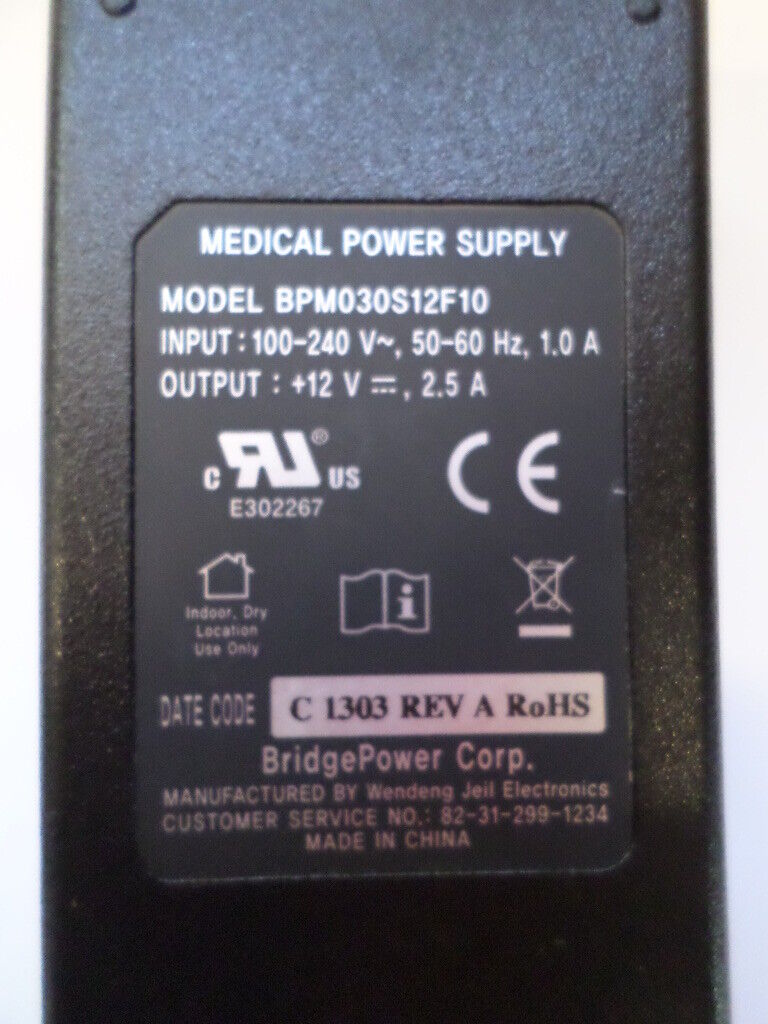 MEDICAL POWER SUPPLY
MODEL BPM030S12F10
INPUT : 100-240 V~, 50-60 Hz, 1.0 A
OUTPUT : +12 V ⎓, 2.5 A
c RU ® US
E302267
CE
Indoor, Dry
Location
Use Only
i
DATE CODE C 1303 REV A RoHS
BridgePower Corp.
MANUFACTURED BY Wendeng Jeil Electronics
CUSTOMER SERVICE NO.: 82-31-299-1234
MADE IN CHINA